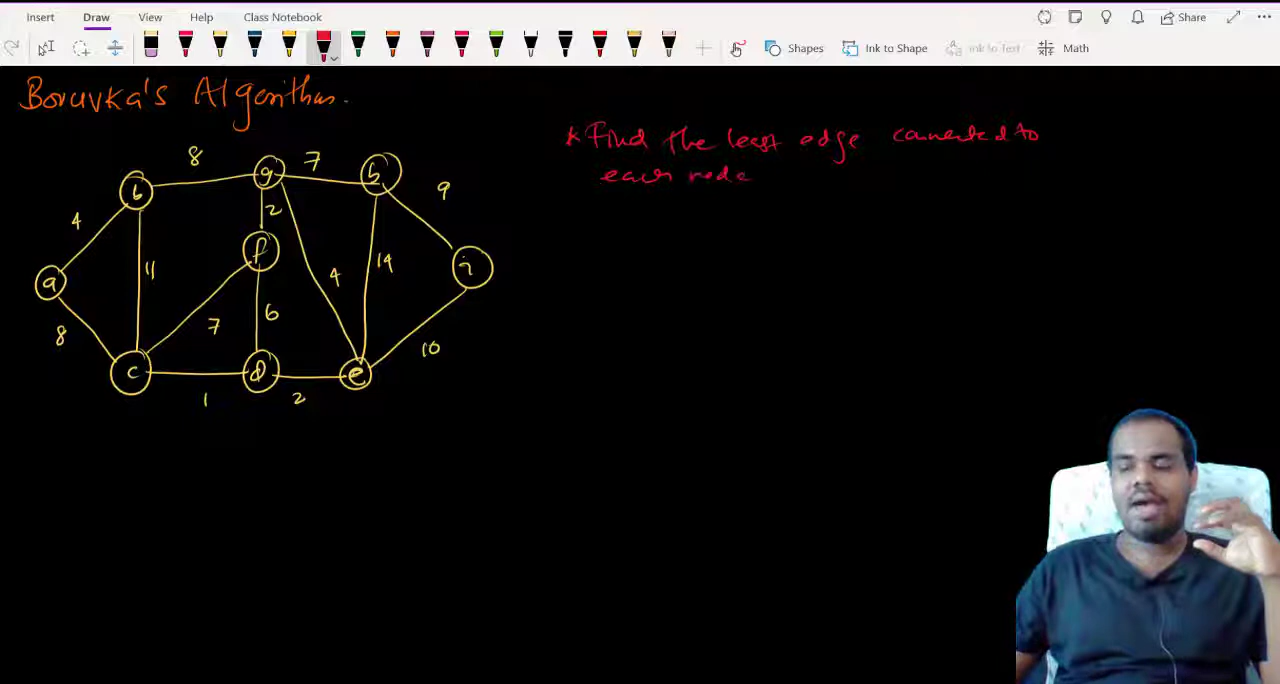 Insert Draw View Help Class Notebook Share
Shapes Ink to Shape Ink to Text Math
Boruvka's Algorithm.
*Find the least edge connected to
each node
8 7
b g h 9
4 2
f
11 4 14 i
a
7 6
8 10
c d e
1 2